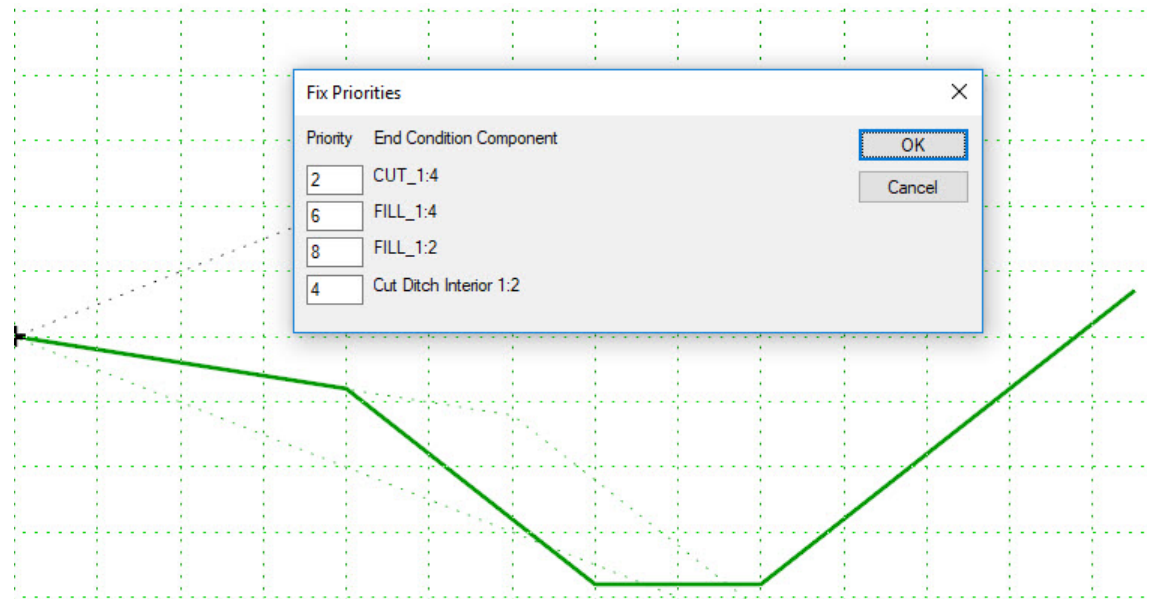 Fix Priorities
Priority End Condition Component
OK
2 CUT_1:4
Cancel
6 FILL_1:4
8 FILL_1:2
4 Cut Ditch Interior 1:2